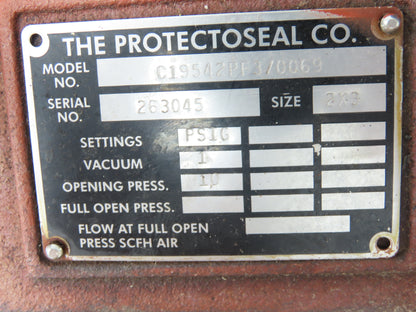 THE PROTECTOSEAL CO.
MODEL NO. C19542BF3/0069
SERIAL NO. 263045 SIZE 2X3
SETTINGS PSIG
VACUUM 1
OPENING PRESS. 10
FULL OPEN PRESS.
FLOW AT FULL OPEN
PRESS SCFH AIR